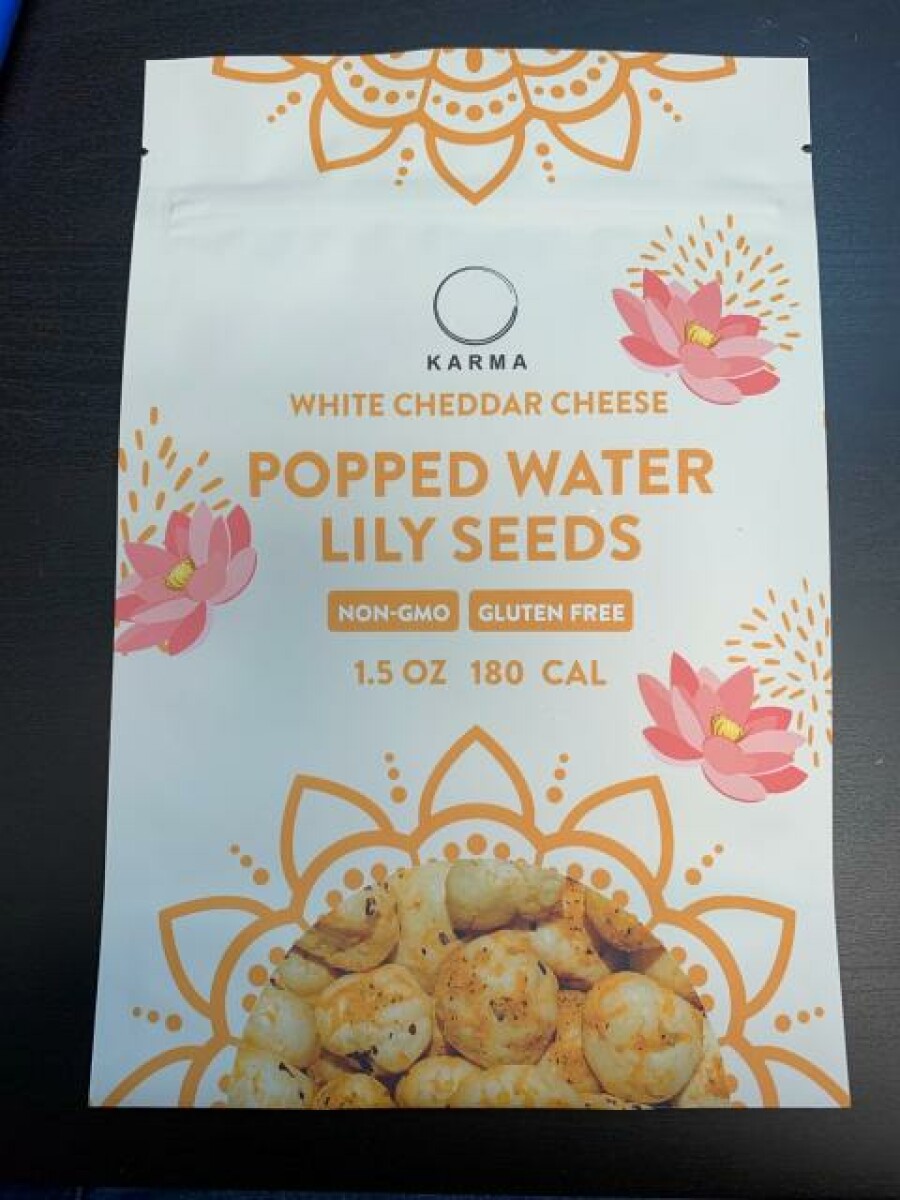 KARMA
WHITE CHEDDAR CHEESE
POPPED WATER
LILY SEEDS
NON-GMO GLUTEN FREE
1.5 OZ 180 CAL